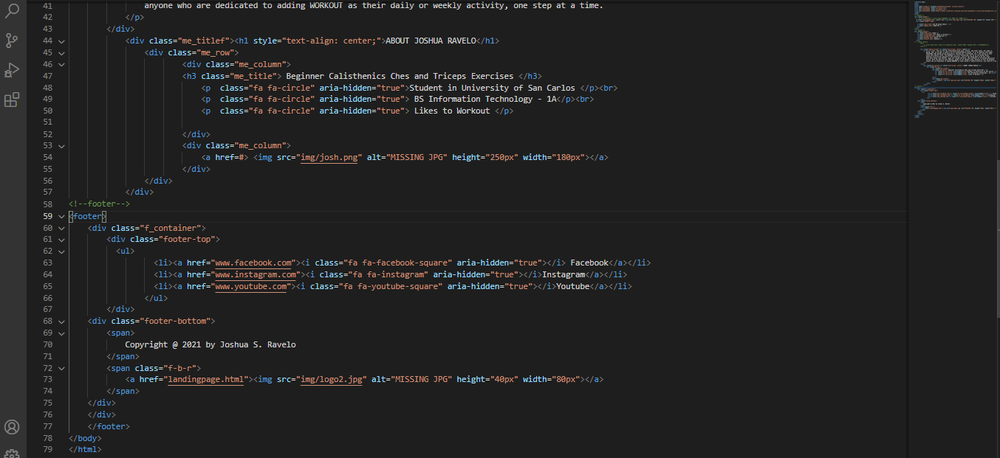 41 anyone who are dedicated to adding WORKOUT as their daily or weekly activity, one step at a time.
42 </p>
43 </div>
44 <div class="me_titlef"><h1 style="text-align: center;">ABOUT JOSHUA RAVELO</h1>
45 <div class="me_row">
46 <div class="me_column">
47 <h3 class="me_title"> Beginner Calisthenics Ches and Triceps Exercises </h3>
48 <p  class="fa fa-circle" aria-hidden="true">Student in University of San Carlos </p><br>
49 <p  class="fa fa-circle" aria-hidden="true"> BS Information Technology - 1A</p><br>
50 <p  class="fa fa-circle" aria-hidden="true"> Likes to Workout </p>
51
52 </div>
53 <div class="me_column">
54 <a href=#> <img src="img/josh.png" alt="MISSING JPG" height="250px" width="180px"></a>
55 </div>
56 </div>
57 </div>
58 <!--footer-->
59 <footer>
60 <div class="f_container">
61 <div class="footer-top">
62 <ul>
63 <li><a href="www.facebook.com"><i class="fa fa-facebook-square" aria-hidden="true"></i> Facebook</a></li>
64 <li><a href="www.instagram.com"><i class="fa fa-instagram" aria-hidden="true"></i>Instagram</a></li>
65 <li><a href="www.youtube.com"><i class="fa fa-youtube-square" aria-hidden="true"></i>Youtube</a></li>
66 </ul>
67 </div>
68 <div class="footer-bottom">
69 <span>
70 Copyright @ 2021 by Joshua S. Ravelo
71 </span>
72 <span class="f-b-r">
73 <a href="landingpage.html"><img src="img/logo2.jpg" alt="MISSING JPG" height="40px" width="80px"></a>
74 </span>
75 </div>
76 </div>
77 </footer>
78 </body>
79 </html>